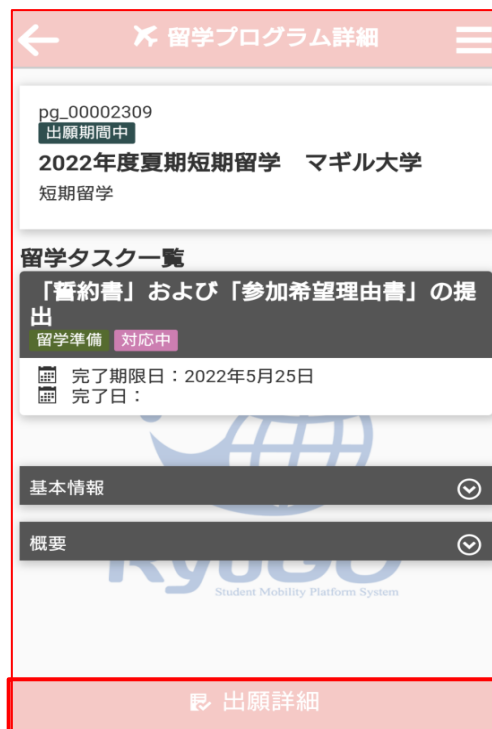 留学プログラム詳細
pg_00002309
出願期間中
2022年度夏期短期留学　マギル大学
短期留学
留学タスク一覧
「誓約書」および「参加希望理由書」の提
出
留学準備 対応中
完了期限日：2022年5月25日
完了日：
基本情報
概要
RyuGO
Student Mobility Platform System
出願詳細